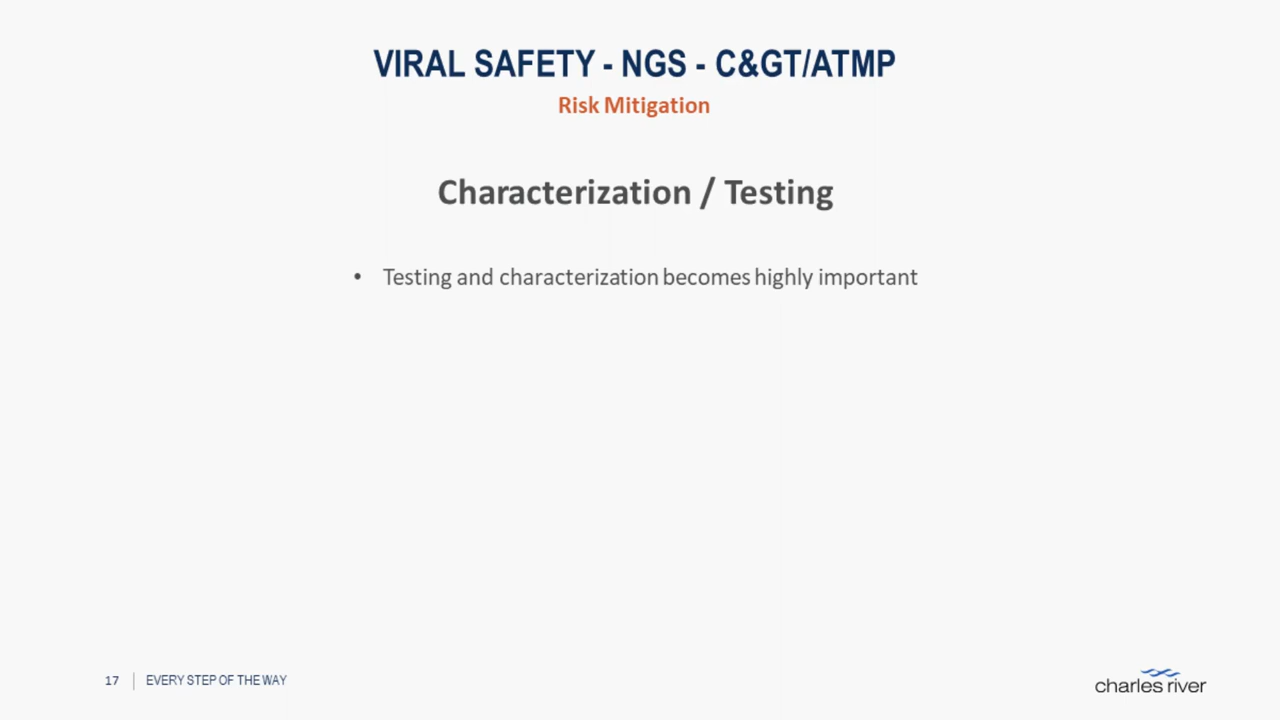 VIRAL SAFETY - NGS - C&GT/ATMP
Risk Mitigation
Characterization / Testing
• Testing and characterization becomes highly important
17 | EVERY STEP OF THE WAY
charles river